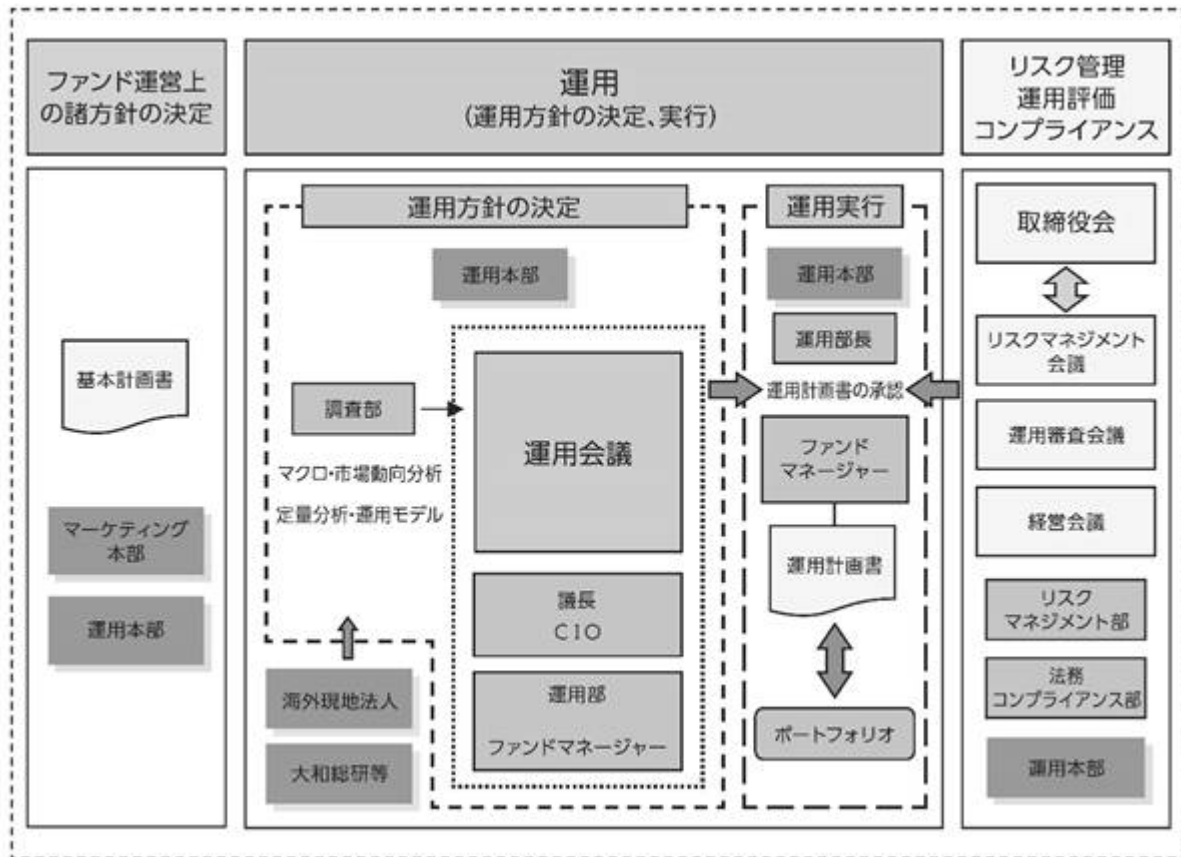 ファンド運営上
の諸方針の決定
運用
(運用方針の決定、実行)
リスク管理
運用評価
コンプライアンス
基本計画書
マーケティング
本部
運用本部
運用方針の決定
運用本部
調査部
マクロ・市場動向分析
定量分析・運用モデル
海外現地法人
大和総研等
運用会議
議長
CIO
運用部
ファンドマネージャー
運用実行
運用本部
運用部長
運用計画書の承認
ファンド
マネージャー
運用計画書
ポートフォリオ
取締役会
リスクマネジメント
会議
運用審査会議
経営会議
リスク
マネジメント部
法務
コンプライアンス部
運用本部